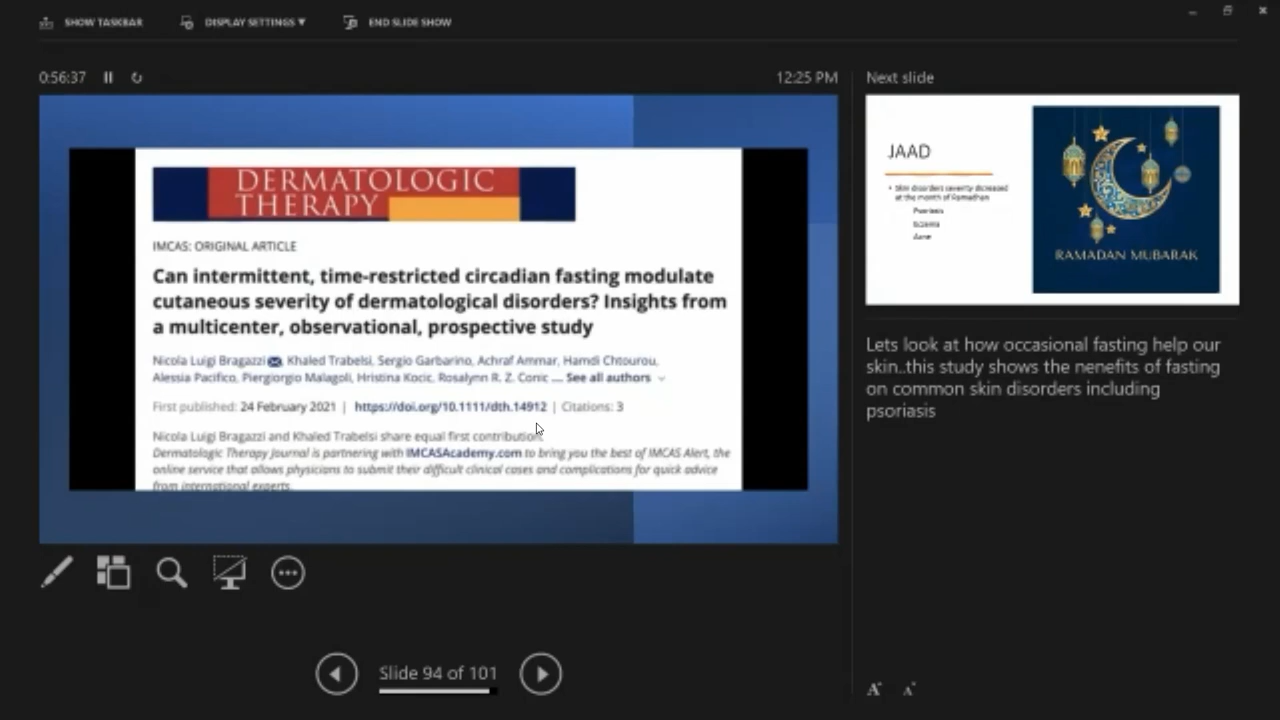 SHOW TASKBAR
DISPLAY SETTINGS ▼
END SLIDE SHOW
0:56:37
12:25 PM
Next slide
DERMATOLOGIC
THERAPY
IMCAS: ORIGINAL ARTICLE
Can intermittent, time-restricted circadian fasting modulate
cutaneous severity of dermatological disorders? Insights from
a multicenter, observational, prospective study
Nicola Luigi Bragazzi, Khaled Trabelsi, Sergio Garbarino, Achraf Ammar, Hamdi Chtourou,
Alessia Pacifico, Piergiorgio Malagoli, Hristina Kocic, Rosalynn R. Z. Conic ... See all authors
First published: 24 February 2021 | https://doi.org/10.1111/dth.14912 | Citations: 3
Nicola Luigi Bragazzi and Khaled Trabelsi share equal first contribution.
Dermatologic Therapy Journal is partnering with IMCASAcademy.com to bring you the best of IMCAS Alert, the
online service that allows physicians to submit their difficult clinical cases and complications for quick advice
from international experts.
JAAD
• Skin disorders severity dicreased
at the month of Ramadhan
Psoriasis
Eczema
Acne
RAMADAN MUBARAK
Lets look at how occasional fasting help our
skin..this study shows the nenefits of fasting
on common skin disorders including
psoriasis
Slide 94 of 101
A A